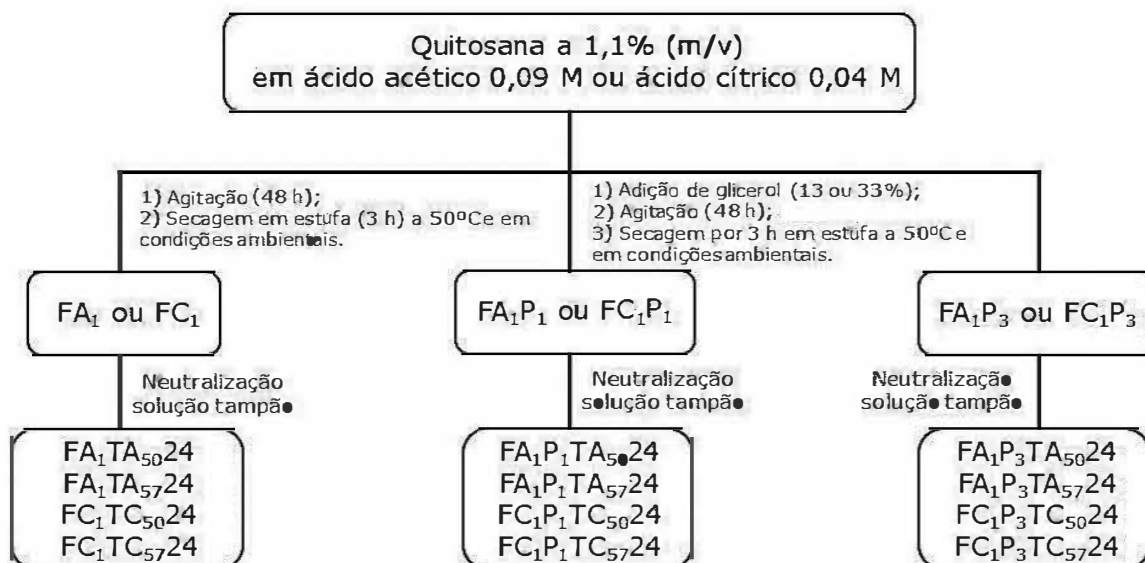 Quitosana a 1,1% (m/v)
em ácido acético 0,09 M ou ácido cítrico 0,04 M
1) Agitação (48 h);
2) Secagem em estufa (3 h) a 50ºCe em
condições ambientais.
1) Adição de glicerol (13 ou 33%);
2) Agitação (48 h);
3) Secagem por 3 h em estufa a 50ºC e
em condições ambientais.
FA₁ ou FC₁
FA₁P₁ ou FC₁P₁
FA₁P₃ ou FC₁P₃
Neutralização
solução tampão
Neutralização
solução tampão
Neutralização
solução tampão
FA₁TA₅₀24
FA₁TA₅₇24
FC₁TC₅₀24
FC₁TC₅₇24
FA₁P₁TA₅₀24
FA₁P₁TA₅₇24
FC₁P₁TC₅₀24
FC₁P₁TC₅₇24
FA₁P₃TA₅₀24
FA₁P₃TA₅₇24
FC₁P₃TC₅₀24
FC₁P₃TC₅₇24